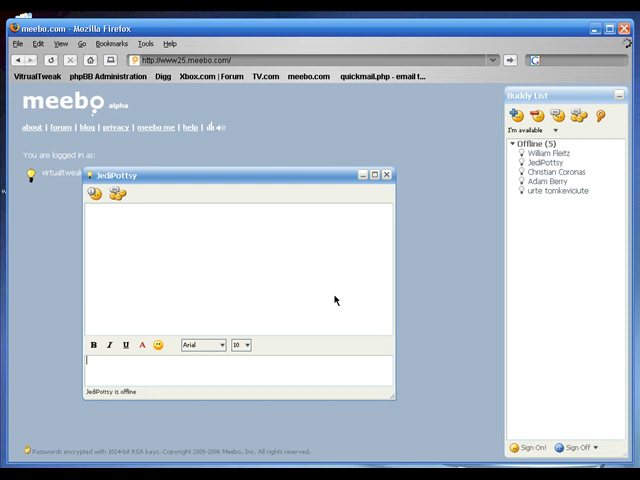 meebo.com - Mozilla Firefox
File Edit View Go Bookmarks Tools Help
http://www25.meebo.com/
G
VitrualTweak phpBB Administration Digg Xbox.com | Forum TV.com meebo.com quickmail.php - email t...
meebo alpha
about | forum | blog | privacy | meebo me | help |
You are logged in as:
virtualtweak
JediPottsy
B I U A Arial 10
JediPottsy is offline
Passwords encrypted with 1024-bit RSA keys. Copyright 2005-2006 Meebo, Inc. All rights reserved.
Buddy List
I'm available
Offline (5)
William Fleitz
JediPottsy
Christian Coronas
Adam Berry
urte tomkeviciute
Sign On! Sign Off